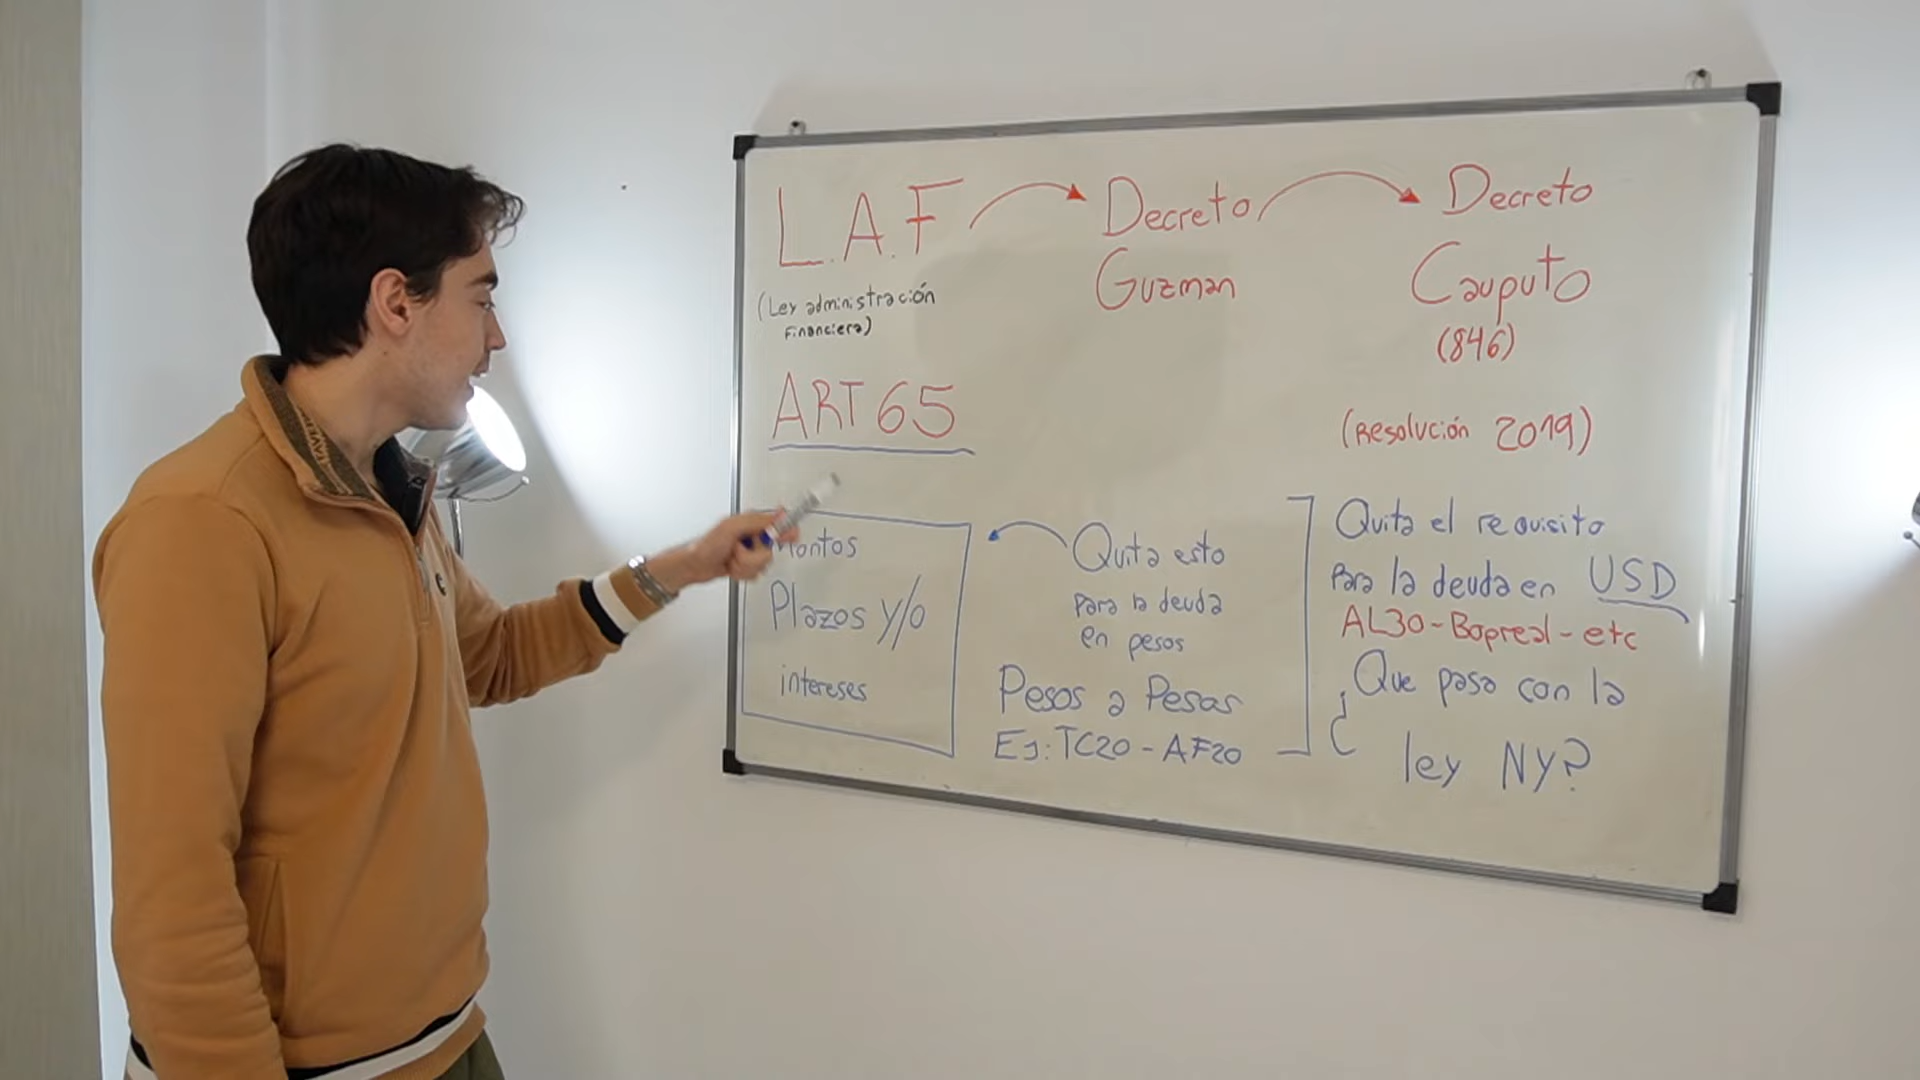 L.A.F
(Ley administración
Financiera)
ART 65
Montos
Plazos y/o
intereses
Decreto
Guzman
Quita esto
para la deuda
en pesos
Pesos a Pesas
Ej: TC20 - AF20
Decreto
Cauputo
(846)
(Resolución 2019)
Quita el requisito
Para la deuda en USD
AL30 - Bopreal - etc
¿Que pasa con la
ley NY?